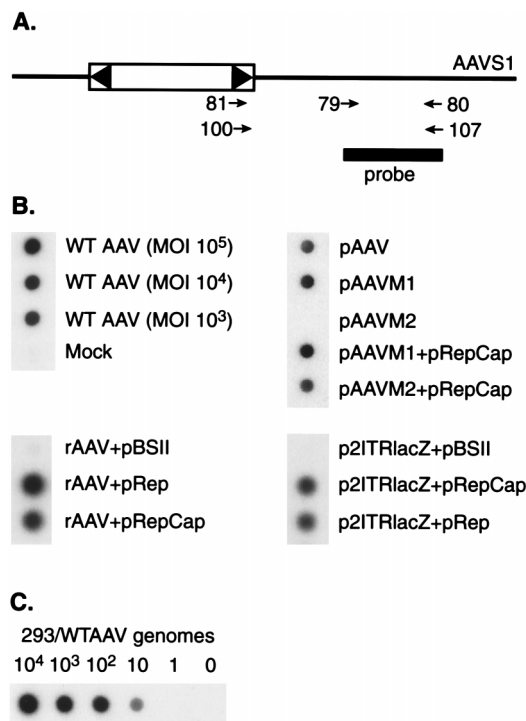 A.
AAVS1
81→ 79→ ←80
100→ ←107
probe
B.
WT AAV (MOI 10⁵)
WT AAV (MOI 10⁴)
WT AAV (MOI 10³)
Mock
pAAV
pAAVM1
pAAVM2
pAAVM1+pRepCap
pAAVM2+pRepCap
rAAV+pBSII
rAAV+pRep
rAAV+pRepCap
p2ITRlacZ+pBSII
p2ITRlacZ+pRepCap
p2ITRlacZ+pRep
C.
293/WTAAV genomes
10⁴ 10³ 10² 10 1 0